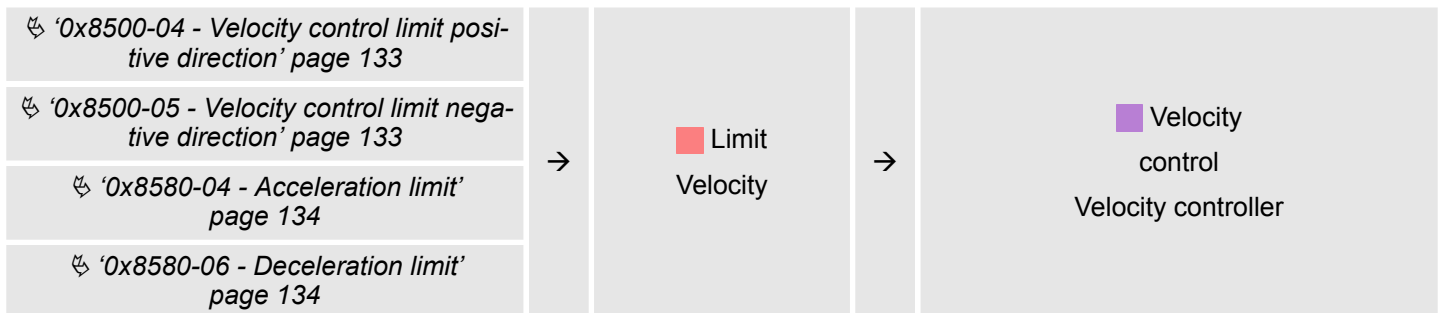 ↳ ‘0x8500-04 - Velocity control limit posi-
tive direction’ page 133
↳ ‘0x8500-05 - Velocity control limit nega-
tive direction’ page 133
↳ ‘0x8580-04 - Acceleration limit’
page 134
↳ ‘0x8580-06 - Deceleration limit’
page 134
→
Limit
Velocity
→
Velocity
control
Velocity controller